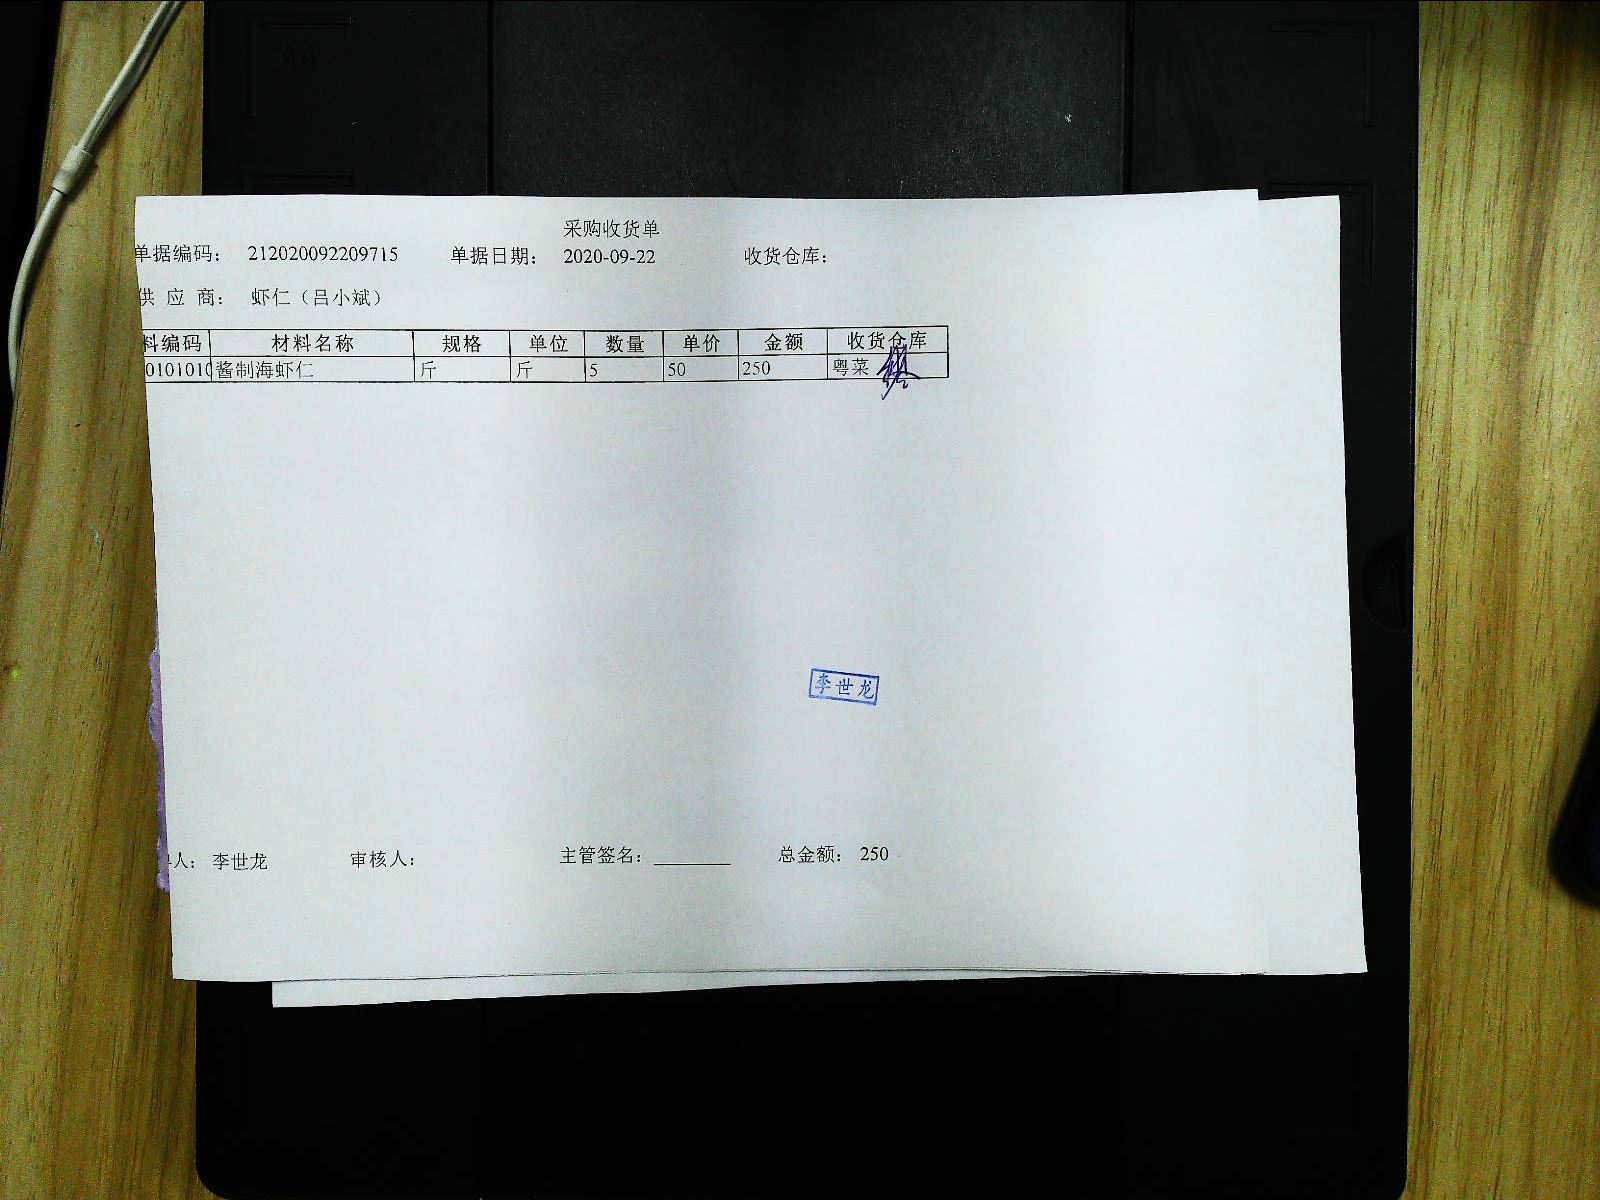 采购收货单
单据编码： 212020092209715 单据日期： 2020-09-22 收货仓库：
供 应 商： 虾仁（吕小斌）
料编码 材料名称 规格 单位 数量 单价 金额 收货仓库
0101010 酱制海虾仁 斤 斤 5 50 250 粤菜
李世龙
人： 李世龙 审核人： 主管签名： 总金额： 250